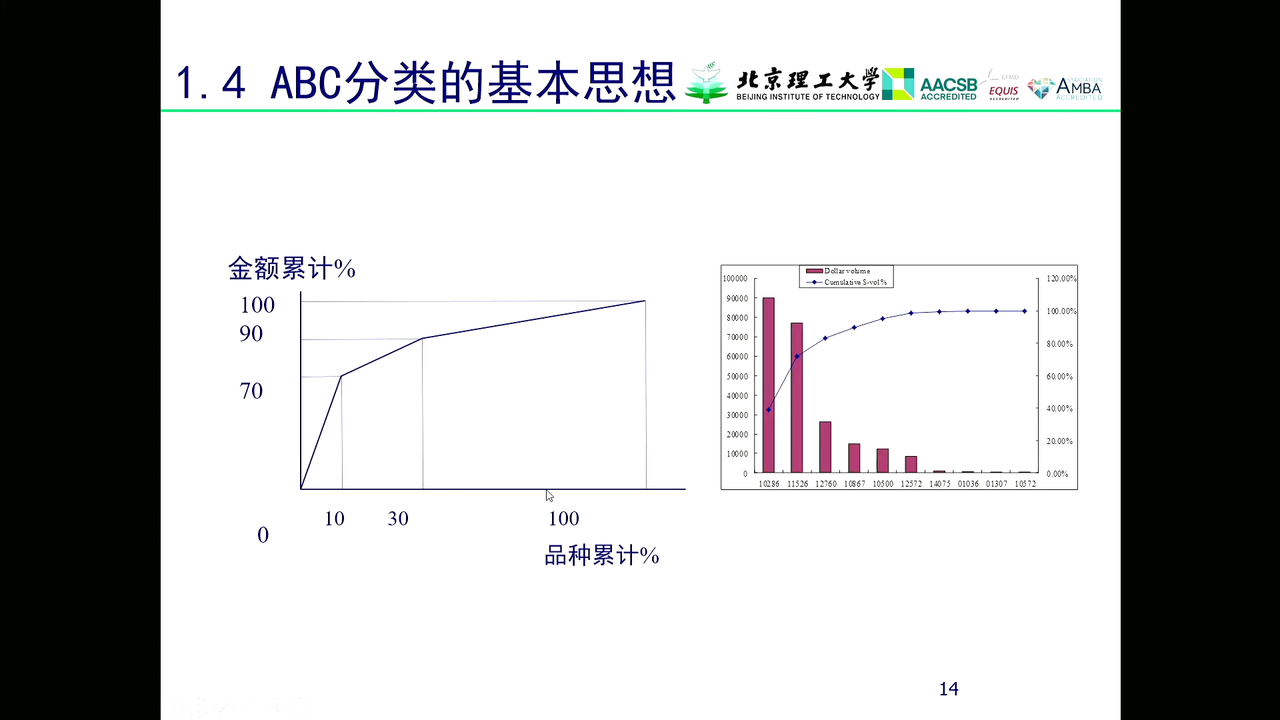 1.4 ABC分类的基本思想
北京理工大學
BEIJING INSTITUTE OF TECHNOLOGY
AACSB
ACCREDITED
EFMD
EQUIS
ACCREDITED
ASSOCIATION
AMBA
ACCREDITED
金额累计%
100
90
70
0
10 30 100
品种累计%
Dollar volume
Cumulative $-vol%
100000
90000
80000
70000
60000
50000
40000
30000
20000
10000
0
120.00%
100.00%
80.00%
60.00%
40.00%
20.00%
0.00%
10286 11526 12760 10867 10500 12572 14075 01036 01307 10572
14